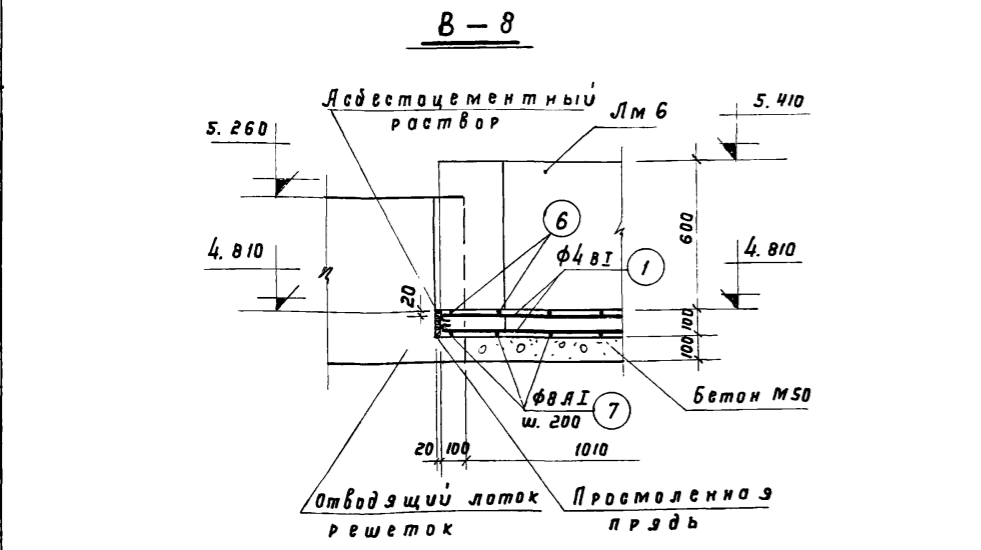 В – 8
Асбестоцементный
раствор
Лм 6
5. 410
5. 260
6
600
4. 810
ф4 вI
1
4. 810
20
100
100
ф8 АI
7
ш. 200
Бетон М50
20
100
1010
Отводящий лоток
решеток
Просмоленная
прядь